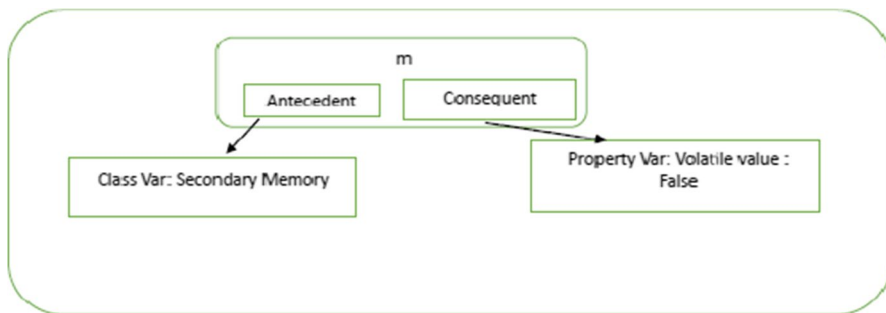 m
Antecedent
Consequent
Class Var: Secondary Memory
Property Var: Volatile value :
False